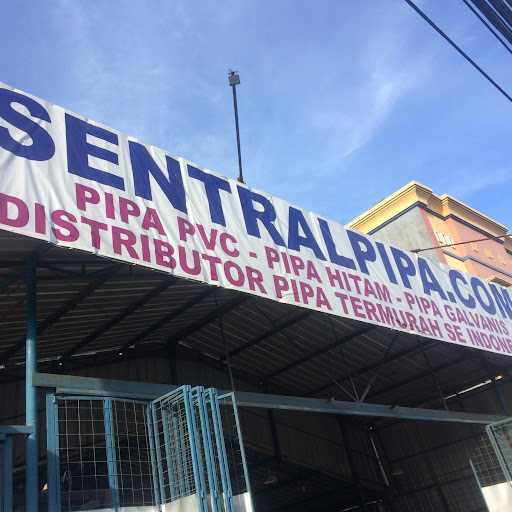 SENTRALPIPA.COM
PIPA PVC - PIPA HITAM - PIPA GALVANIS
DISTRIBUTOR PIPA TERMURAH SE INDONE